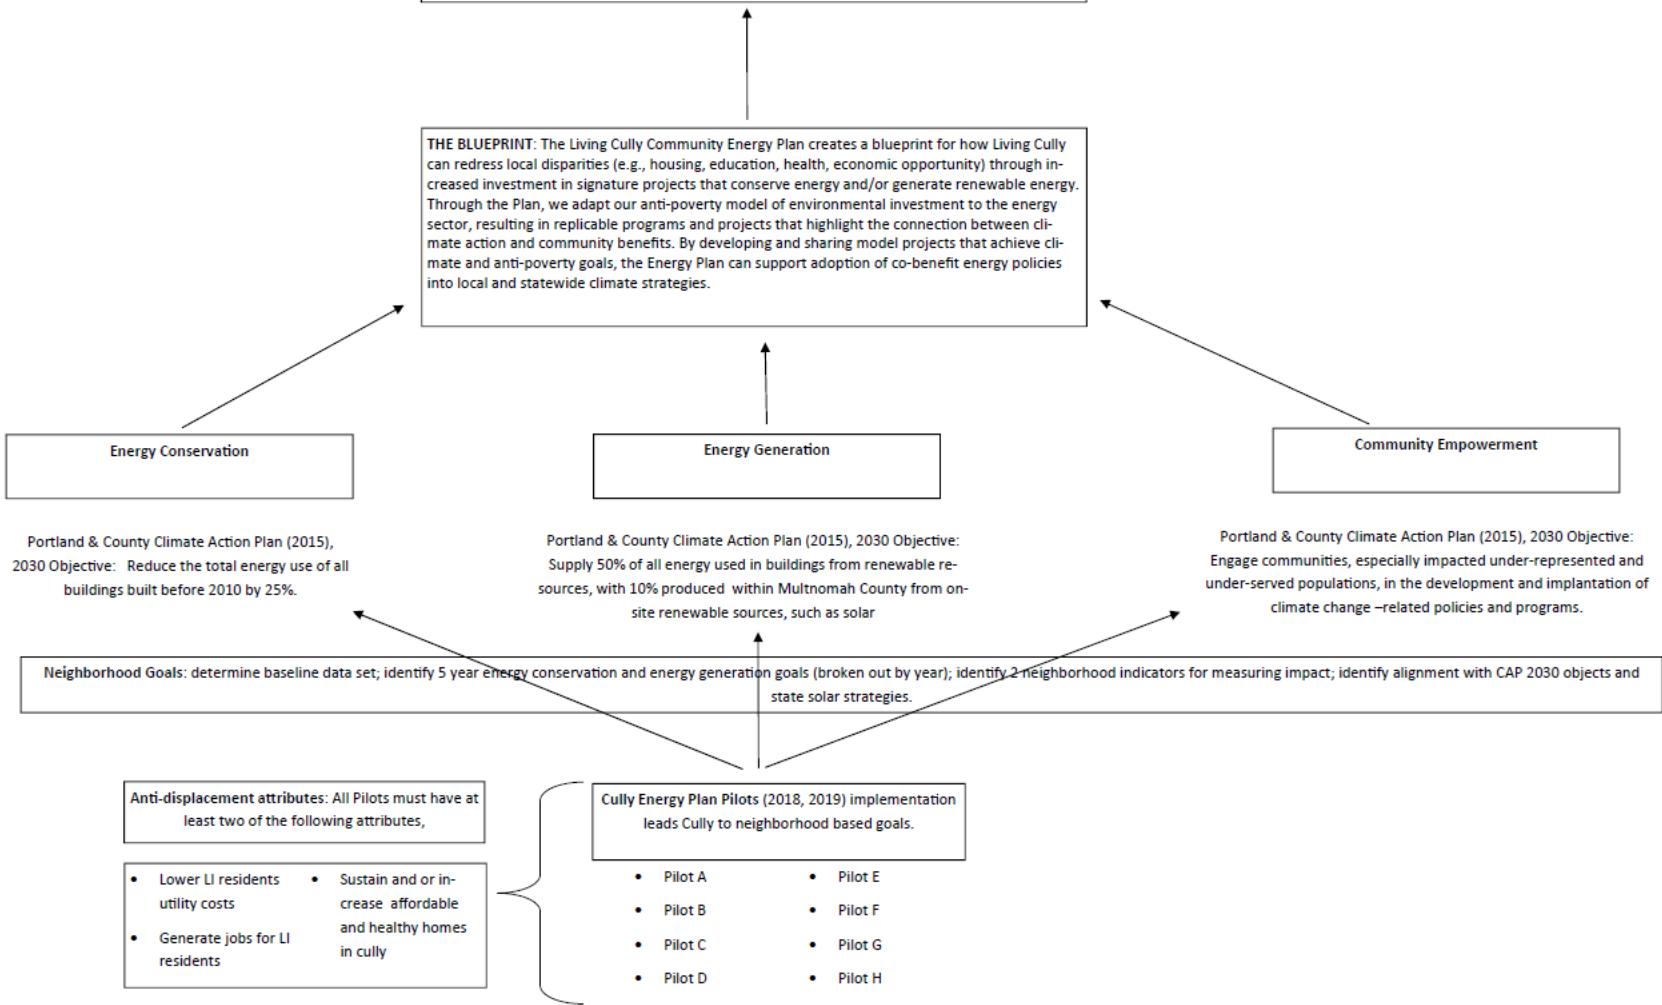 THE BLUEPRINT: The Living Cully Community Energy Plan creates a blueprint for how Living Cully
can redress local disparities (e.g., housing, education, health, economic opportunity) through in-
creased investment in signature projects that conserve energy and/or generate renewable energy.
Through the Plan, we adapt our anti-poverty model of environmental investment to the energy
sector, resulting in replicable programs and projects that highlight the connection between cli-
mate action and community benefits. By developing and sharing model projects that achieve cli-
mate and anti-poverty goals, the Energy Plan can support adoption of co-benefit energy policies
into local and statewide climate strategies.
Energy Conservation
Portland & County Climate Action Plan (2015),
2030 Objective:  Reduce the total energy use of all
buildings built before 2010 by 25%.
Energy Generation
Portland & County Climate Action Plan (2015), 2030 Objective:
Supply 50% of all energy used in buildings from renewable re-
sources, with 10% produced  within Multnomah County from on-
site renewable sources, such as solar
Community Empowerment
Portland & County Climate Action Plan (2015), 2030 Objective:
Engage communities, especially impacted under-represented and
under-served populations, in the development and implantation of
climate change –related policies and programs.
Neighborhood Goals: determine baseline data set; identify 5 year energy conservation and energy generation goals (broken out by year); identify 2 neighborhood indicators for measuring impact; identify alignment with CAP 2030 objects and
state solar strategies.
Anti-displacement attributes: All Pilots must have at
least two of the following attributes,
• Lower LI residents
utility costs
• Generate jobs for LI
residents
• Sustain and or in-
crease  affordable
and healthy homes
in cully
Cully Energy Plan Pilots (2018, 2019) implementation
leads Cully to neighborhood based goals.
• Pilot A
• Pilot B
• Pilot C
• Pilot D
• Pilot E
• Pilot F
• Pilot G
• Pilot H